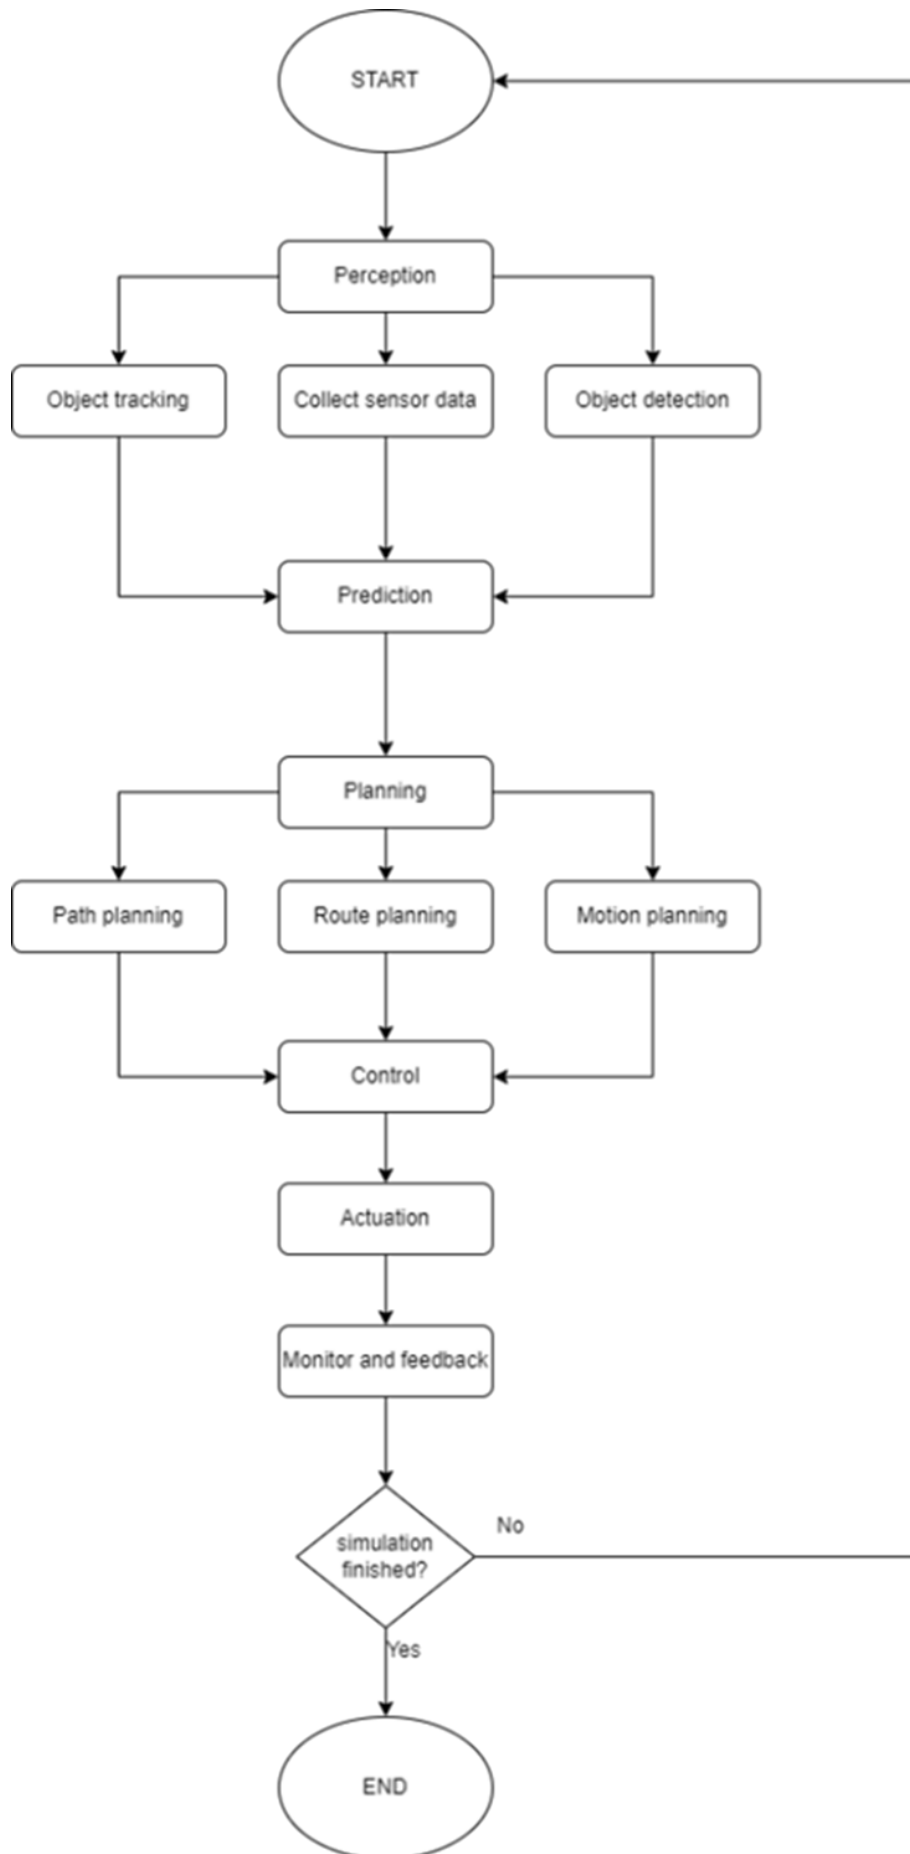 START
Perception
Object tracking
Collect sensor data
Object detection
Prediction
Planning
Path planning
Route planning
Motion planning
Control
Actuation
Monitor and feedback
simulation
finished?
No
Yes
END